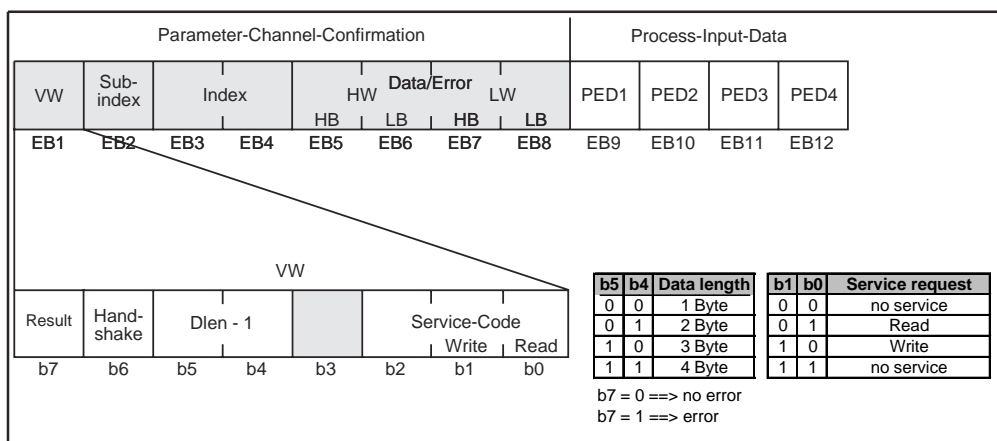 Parameter-Channel-Confirmation Process-Input-Data
VW Sub-index Index HW Data/Error LW PED1 PED2 PED3 PED4
HB LB HB LB
EB1 EB2 EB3 EB4 EB5 EB6 EB7 EB8 EB9 EB10 EB11 EB12
VW
Result Hand-shake Dlen - 1 Service-Code
Write Read
b7 b6 b5 b4 b3 b2 b1 b0
b5 b4 Data length
0 0 1 Byte
0 1 2 Byte
1 0 3 Byte
1 1 4 Byte
b7 = 0 ==> no error
b7 = 1 ==> error
b1 b0 Service request
0 0 no service
0 1 Read
1 0 Write
1 1 no service